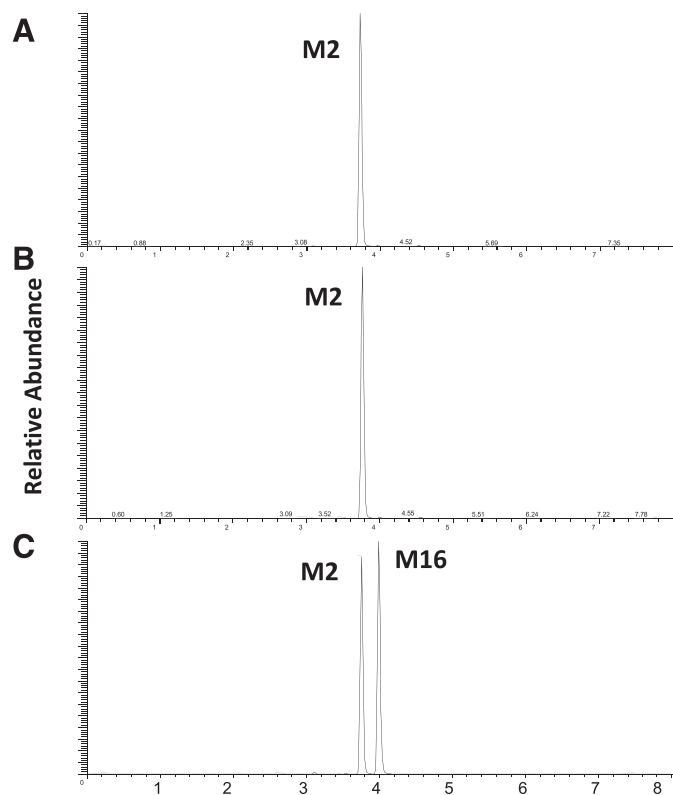 A
M2
0.17 0.88 2.35 3.08 4.52 5.69 7.35
0 1 2 3 4 5 6 7
B
Relative Abundance
M2
0.60 1.25 3.09 3.52 4.55 5.51 6.24 7.22 7.78
0 1 2 3 4 5 6 7
C
M2 M16
0 1 2 3 4 5 6 7 8